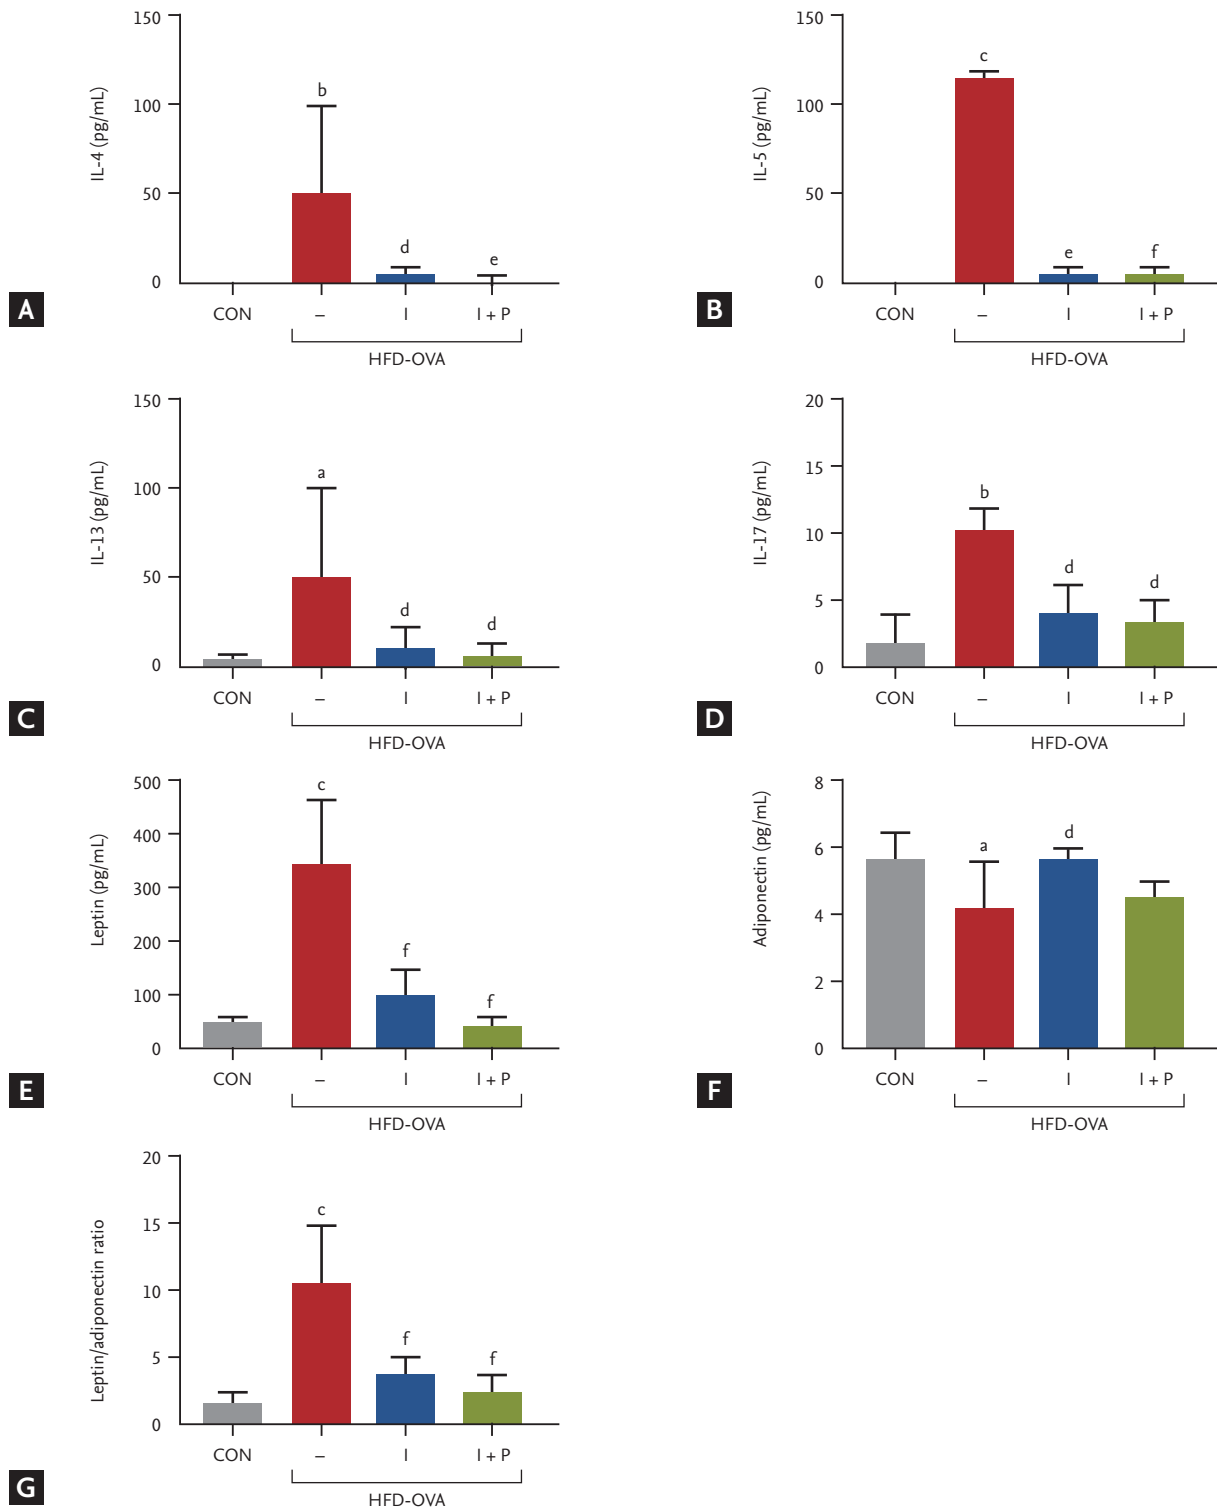 150
100
50
0
IL-4 (pg/mL)
b
d
e
CON
–
I
I + P
HFD-OVA
A
150
100
50
0
IL-5 (pg/mL)
c
e
f
CON
–
I
I + P
HFD-OVA
B
150
100
50
0
IL-13 (pg/mL)
a
d
d
CON
–
I
I + P
HFD-OVA
C
20
15
10
5
0
IL-17 (pg/mL)
b
d
d
CON
–
I
I + P
HFD-OVA
D
500
400
300
200
100
0
Leptin (pg/mL)
c
f
f
CON
–
I
I + P
HFD-OVA
E
8
6
4
2
0
Adiponectin (pg/mL)
a
d
CON
–
I
I + P
HFD-OVA
F
20
15
10
5
0
Leptin/adiponectin ratio
c
f
f
CON
–
I
I + P
HFD-OVA
G